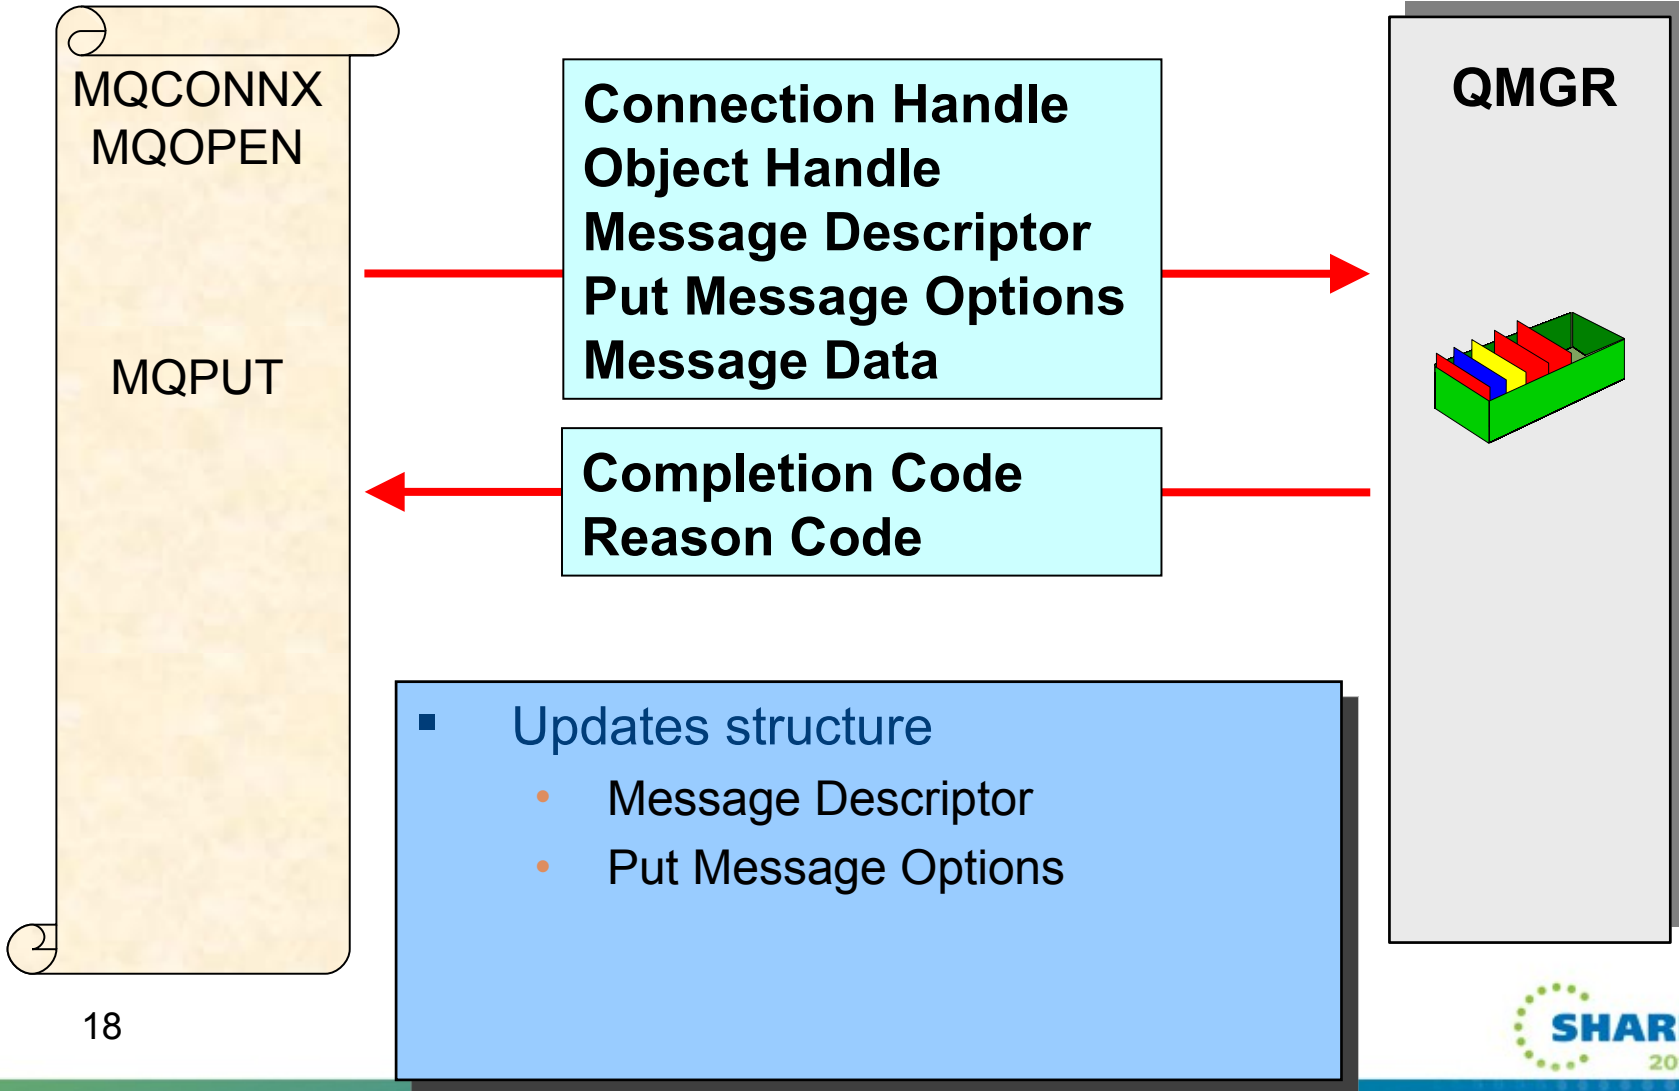 MQCONNX
MQOPEN
MQPUT
Connection Handle
Object Handle
Message Descriptor
Put Message Options
Message Data
Completion Code
Reason Code
QMGR
Updates structure
Message Descriptor
Put Message Options
18
SHAR
20